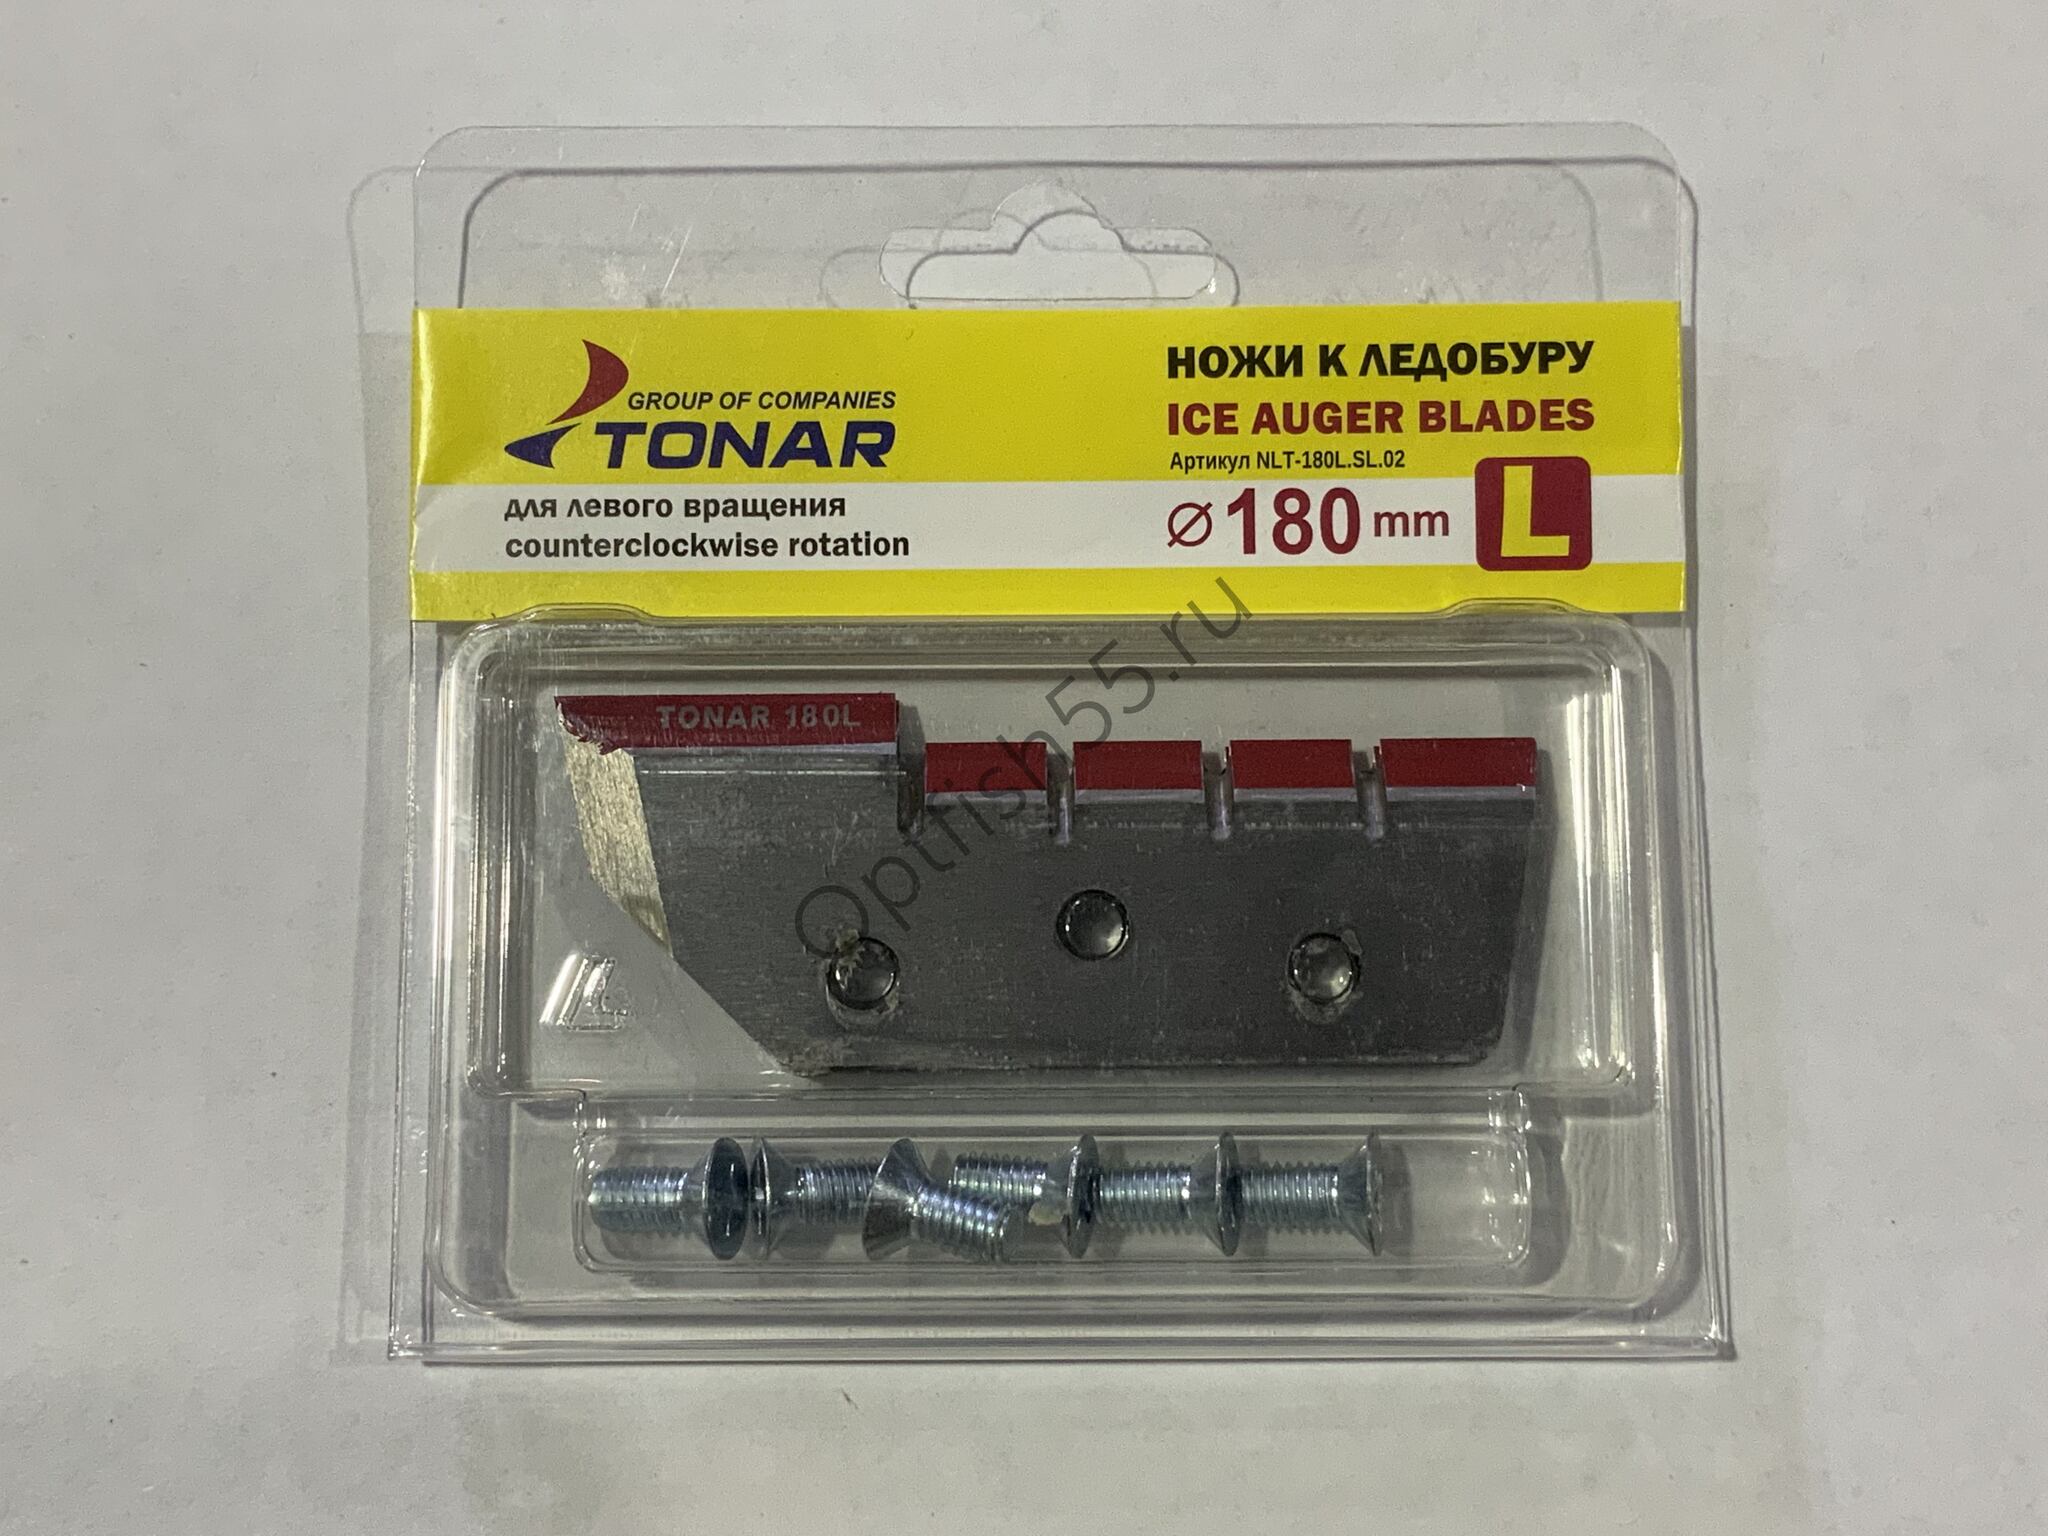 GROUP OF COMPANIES
TONAR
НОЖИ К ЛЕДОБУРУ
ICE AUGER BLADES
Артикул NLT-180L.SL.02
для левого вращения
counterclockwise rotation
⌀180 mm L
TONAR 180L
L
Optfish55.ru